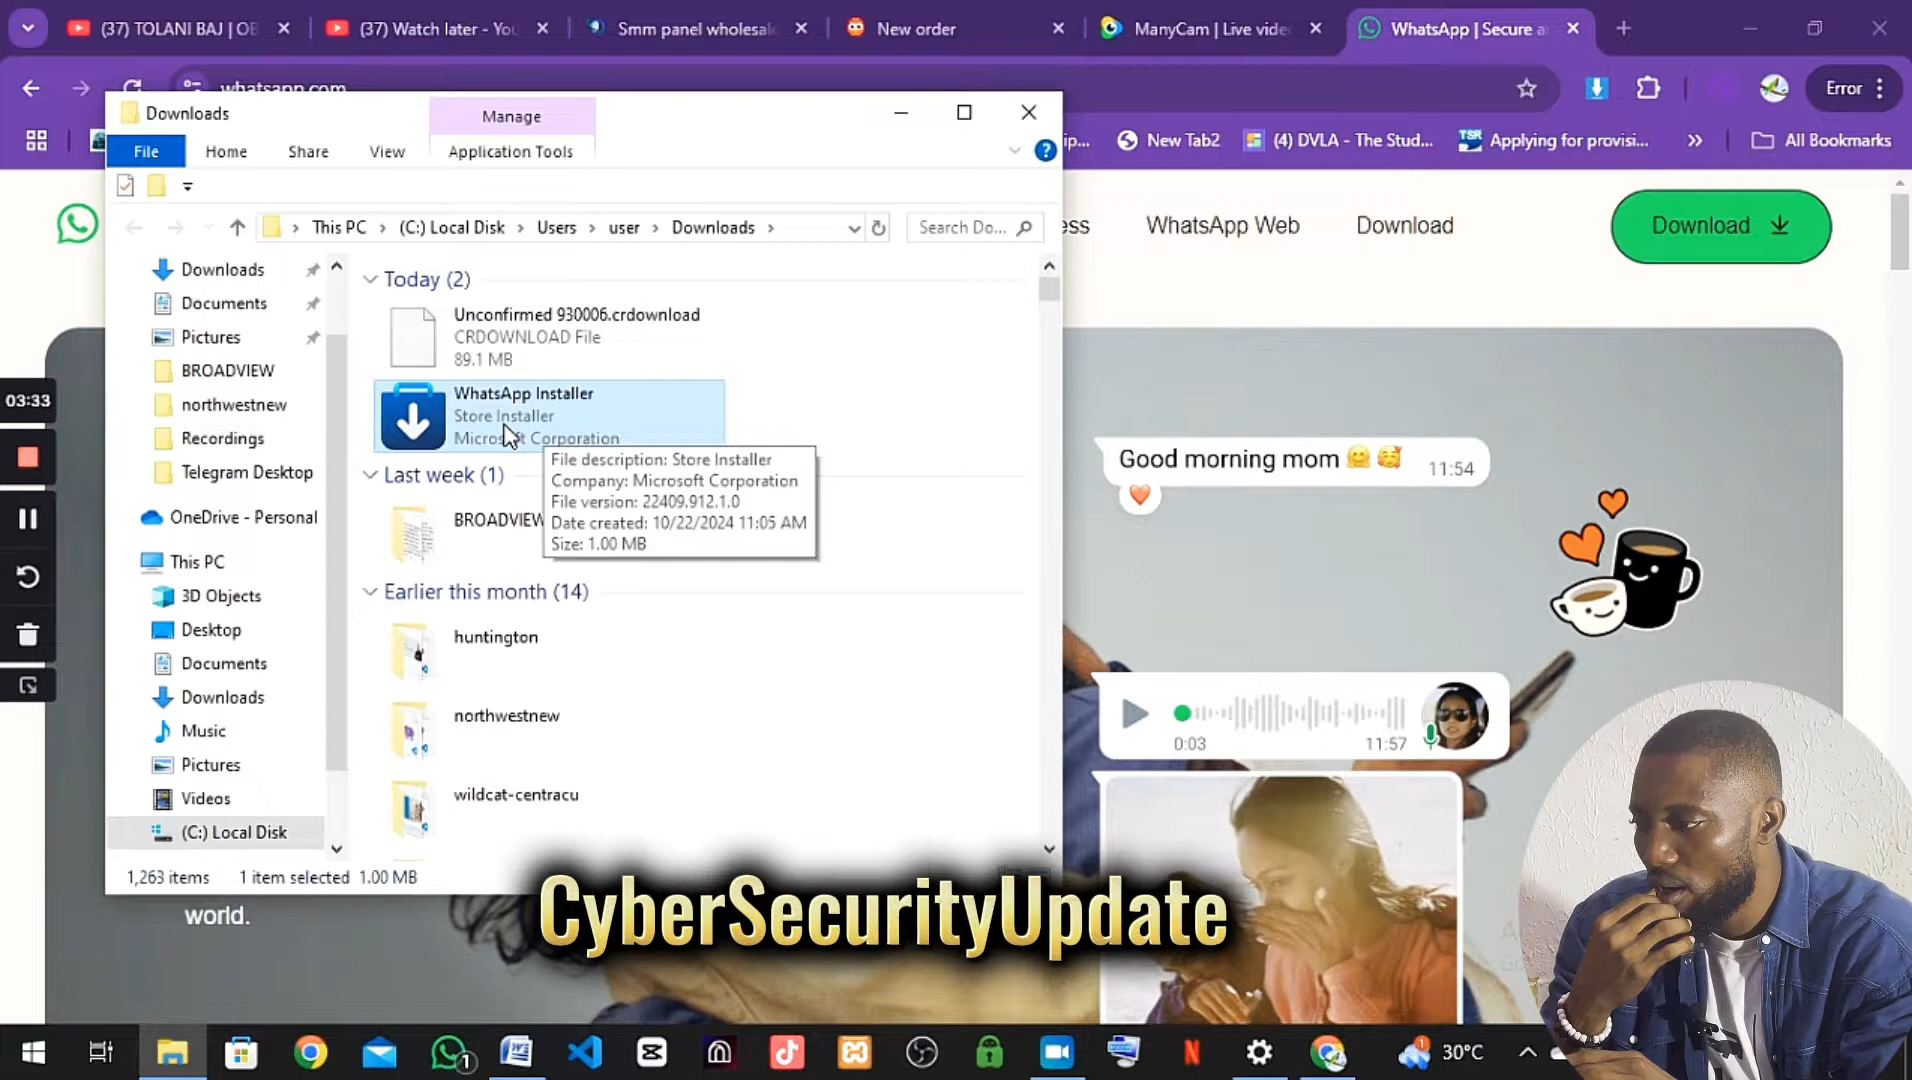 (37) TOLANI BAJ | OB
(37) Watch later - You
Smm panel wholesale
New order
ManyCam | Live vide
WhatsApp | Secure a
whatsapp.com
Error
ip...
New Tab2
(4) DVLA - The Stud...
TSR
Applying for provisi...
»
All Bookmarks
Downloads
Manage
File
Home
Share
View
Application Tools
This PC > (C:) Local Disk > Users > user > Downloads >
Search Do...
ess
WhatsApp Web
Download
Download
Downloads
Documents
Pictures
BROADVIEW
northwestnew
Recordings
Telegram Desktop
OneDrive - Personal
This PC
3D Objects
Desktop
Documents
Downloads
Music
Pictures
Videos
(C:) Local Disk
Today (2)
Unconfirmed 930006.crdownload
CRDOWNLOAD File
89.1 MB
WhatsApp Installer
Store Installer
Microsoft Corporation
File description: Store Installer
Company: Microsoft Corporation
File version: 22409.912.1.0
Date created: 10/22/2024 11:05 AM
Size: 1.00 MB
Last week (1)
BROADVIEW
Earlier this month (14)
huntington
northwestnew
wildcat-centracu
1,263 items
1 item selected 1.00 MB
03:33
Good morning mom 🤗 🥰
11:54
0:03
11:57
world.
CyberSecurityUpdate
1
1
30°C